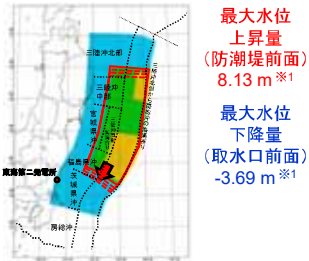 最大水位
上昇量
(防潮堤前面)
8.13 m※1
最大水位
下降量
(取水口前面)
-3.69 m※1
三陸沖北部
三陸沖
中部
宮城県沖
福島県沖
東海第二発電所
茨城県沖
房総沖